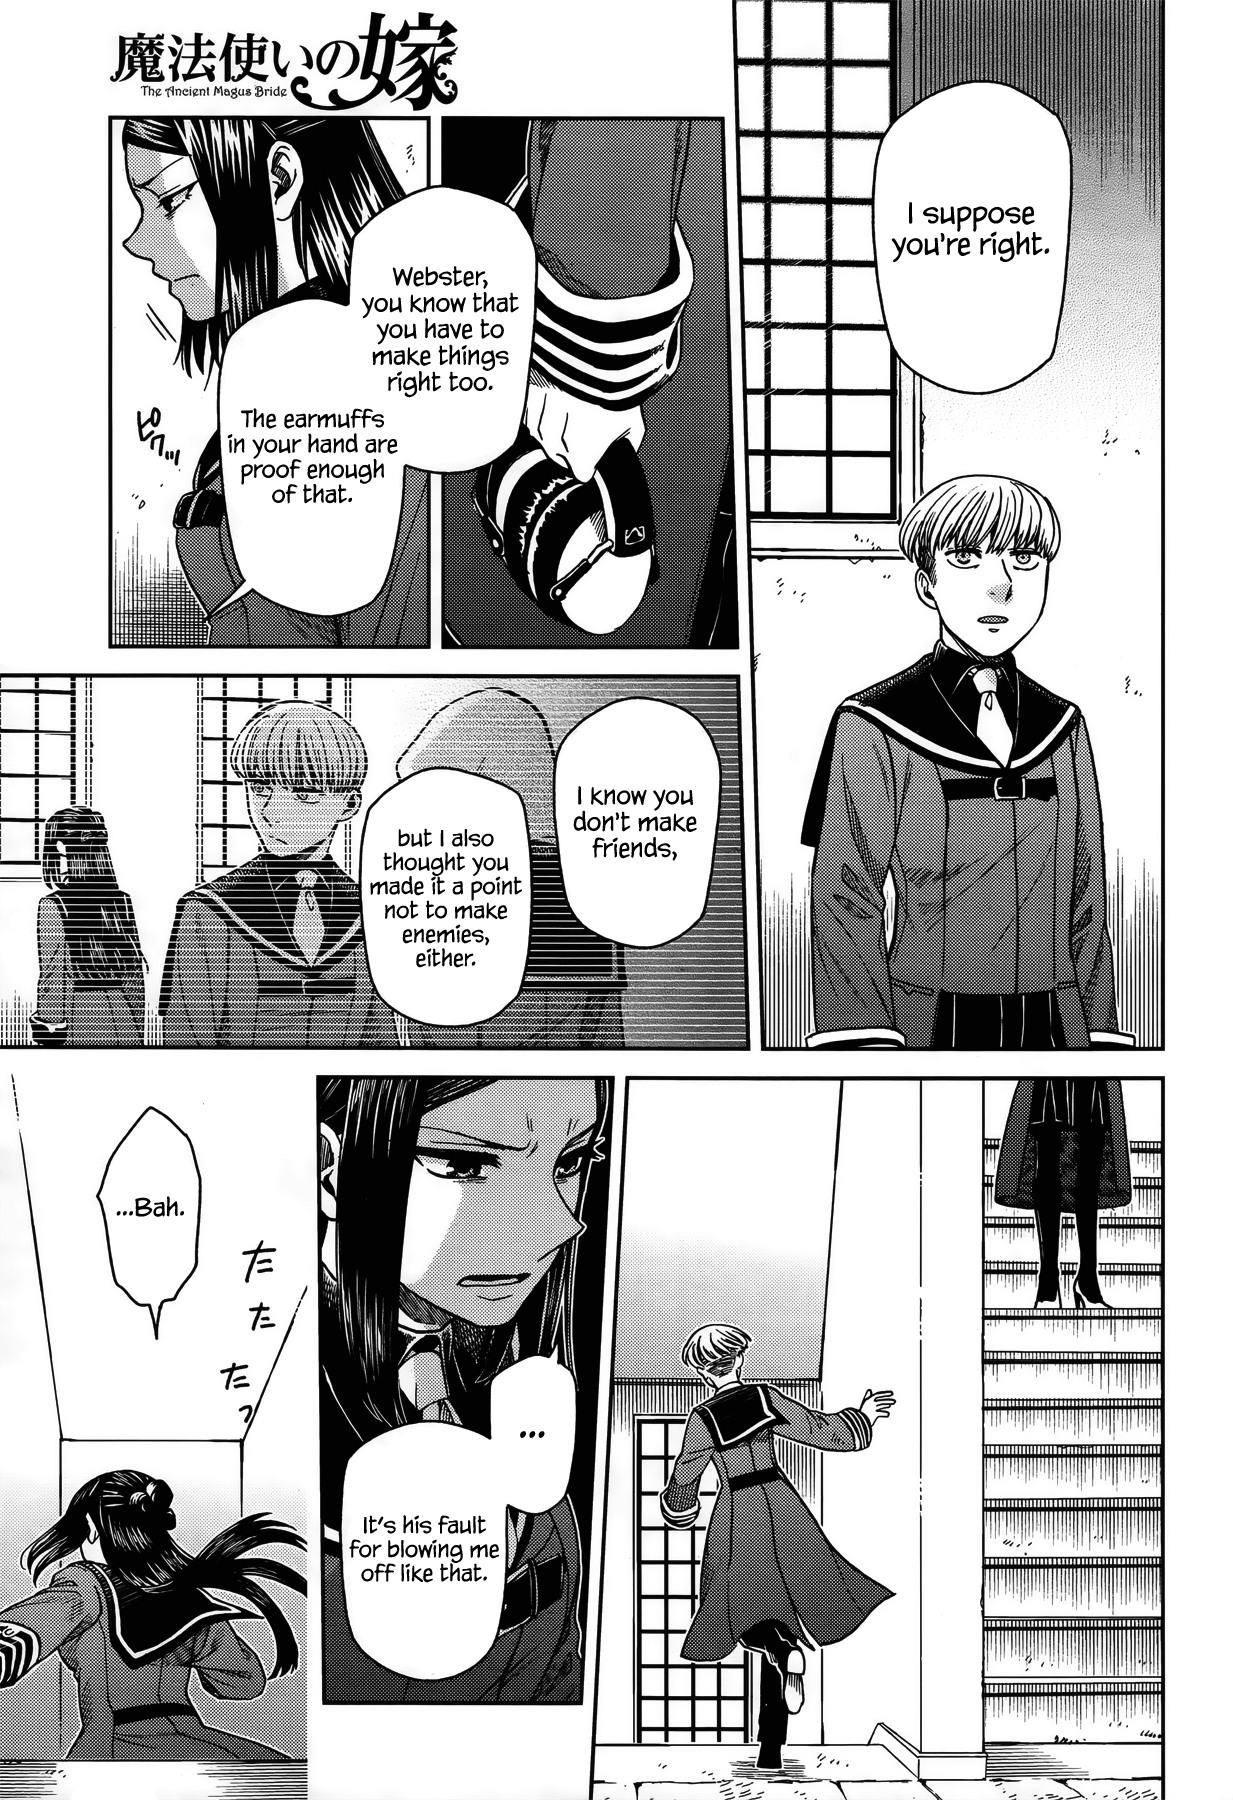 魔法使いの嫁
The Ancient Magus Bride
I suppose
you're right.
Webster,
you know that
you have to
make things
right too.
The earmuffs
in your hand are
proof enough
of that.
ピクッ
I know you
don't make
friends,
but I also
thought you
made it a point
not to make
enemies,
either.
...
It's his fault
for blowing me
off like that.
...Bah.
たたたっ